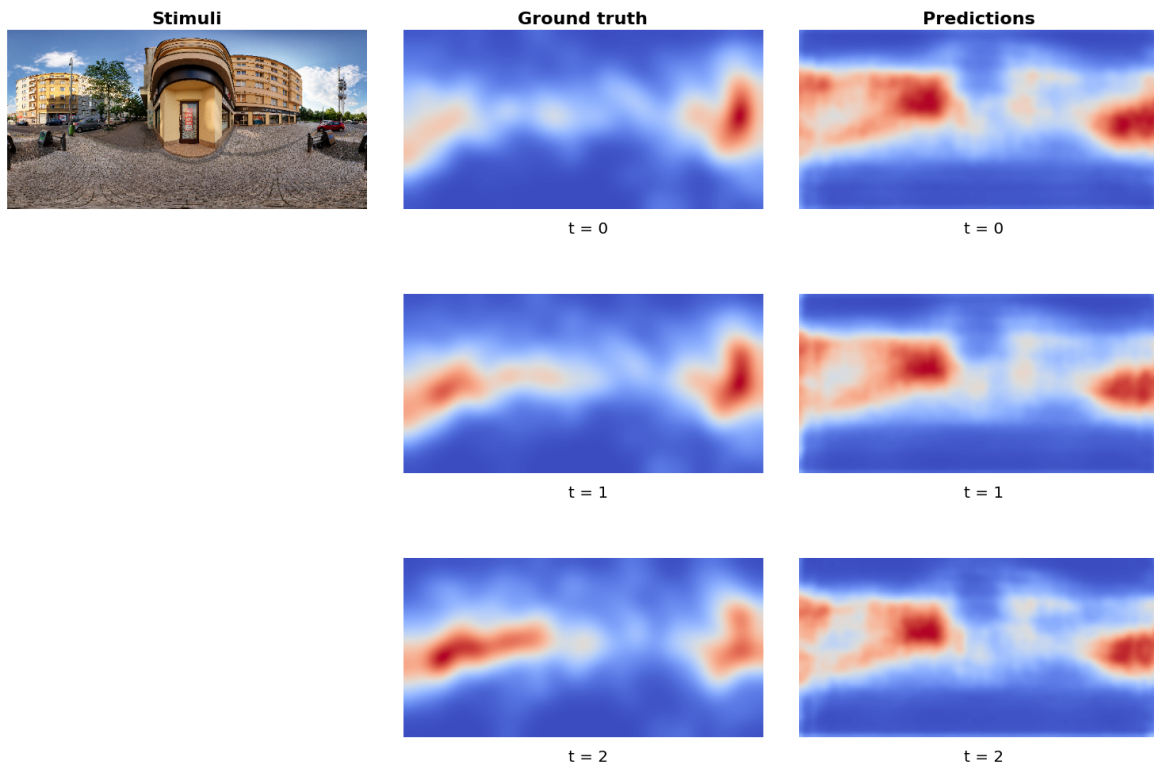 Stimuli Ground truth Predictions
t = 0 t = 0
t = 1 t = 1
t = 2 t = 2